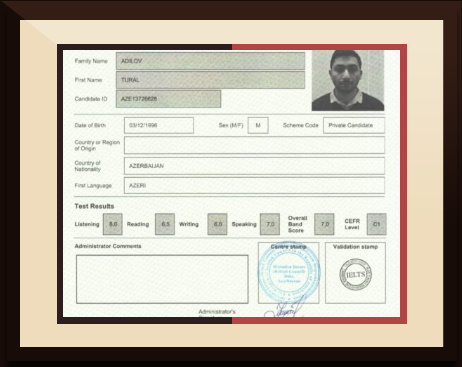 Family Name ADILOV
First Name TURAL
Candidate ID
Date of Birth 03/12/1996 Sex (M/F) M Scheme Code Private Candidate
Country or Region of Origin
Country of Nationality AZERBAIJAN
First Language AZERI
Test Results
Listening 8.0 Reading 6.5 Writing 6.0 Speaking 7.0 Overall Band Score 7.0 CEFR Level C1
Administrator Comments Centre stamp Validation stamp
IELTS
Administrator's